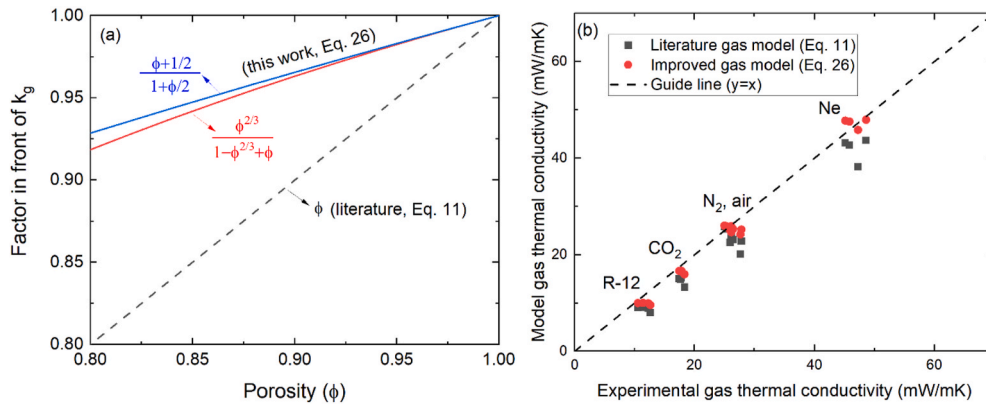 (a)
(this work, Eq. 26)
ϕ+1/2
1+ϕ/2
ϕ^2/3
1−ϕ^2/3+ϕ
ϕ (literature, Eq. 11)
Factor in front of k_g
1.00
0.95
0.90
0.85
0.80
0.80 0.85 0.90 0.95 1.00
Porosity (ϕ)
(b)
Literature gas model (Eq. 11)
Improved gas model (Eq. 26)
Guide line (y=x)
Ne
N₂, air
CO₂
R-12
Model gas thermal conductivity (mW/mK)
60
40
20
0
0 20 40 60
Experimental gas thermal conductivity (mW/mK)